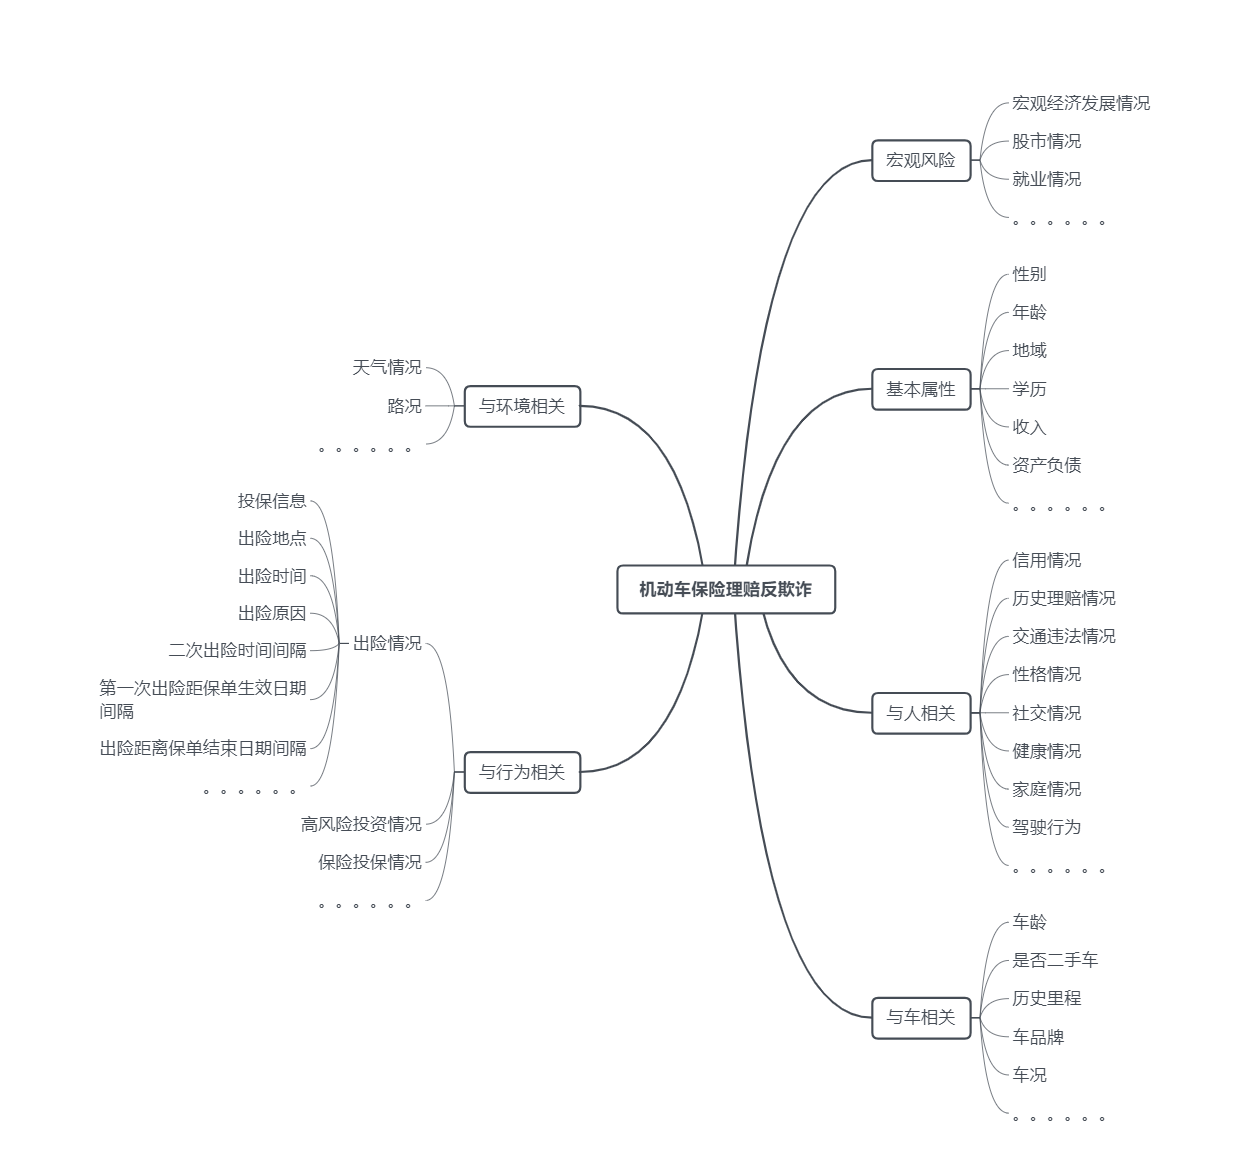 机动车保险理赔反欺诈
宏观风险
宏观经济发展情况
股市情况
就业情况
。。。。。。
基本属性
性别
年龄
地域
学历
收入
资产负债
。。。。。。
与人相关
信用情况
历史理赔情况
交通违法情况
性格情况
社交情况
健康情况
家庭情况
驾驶行为
。。。。。。
与车相关
车龄
是否二手车
历史里程
车品牌
车况
。。。。。。
与环境相关
天气情况
路况
。。。。。。
与行为相关
出险情况
投保信息
出险地点
出险时间
出险原因
二次出险时间间隔
第一次出险距保单生效日期
间隔
出险距离保单结束日期间隔
。。。。。。
高风险投资情况
保险投保情况
。。。。。。